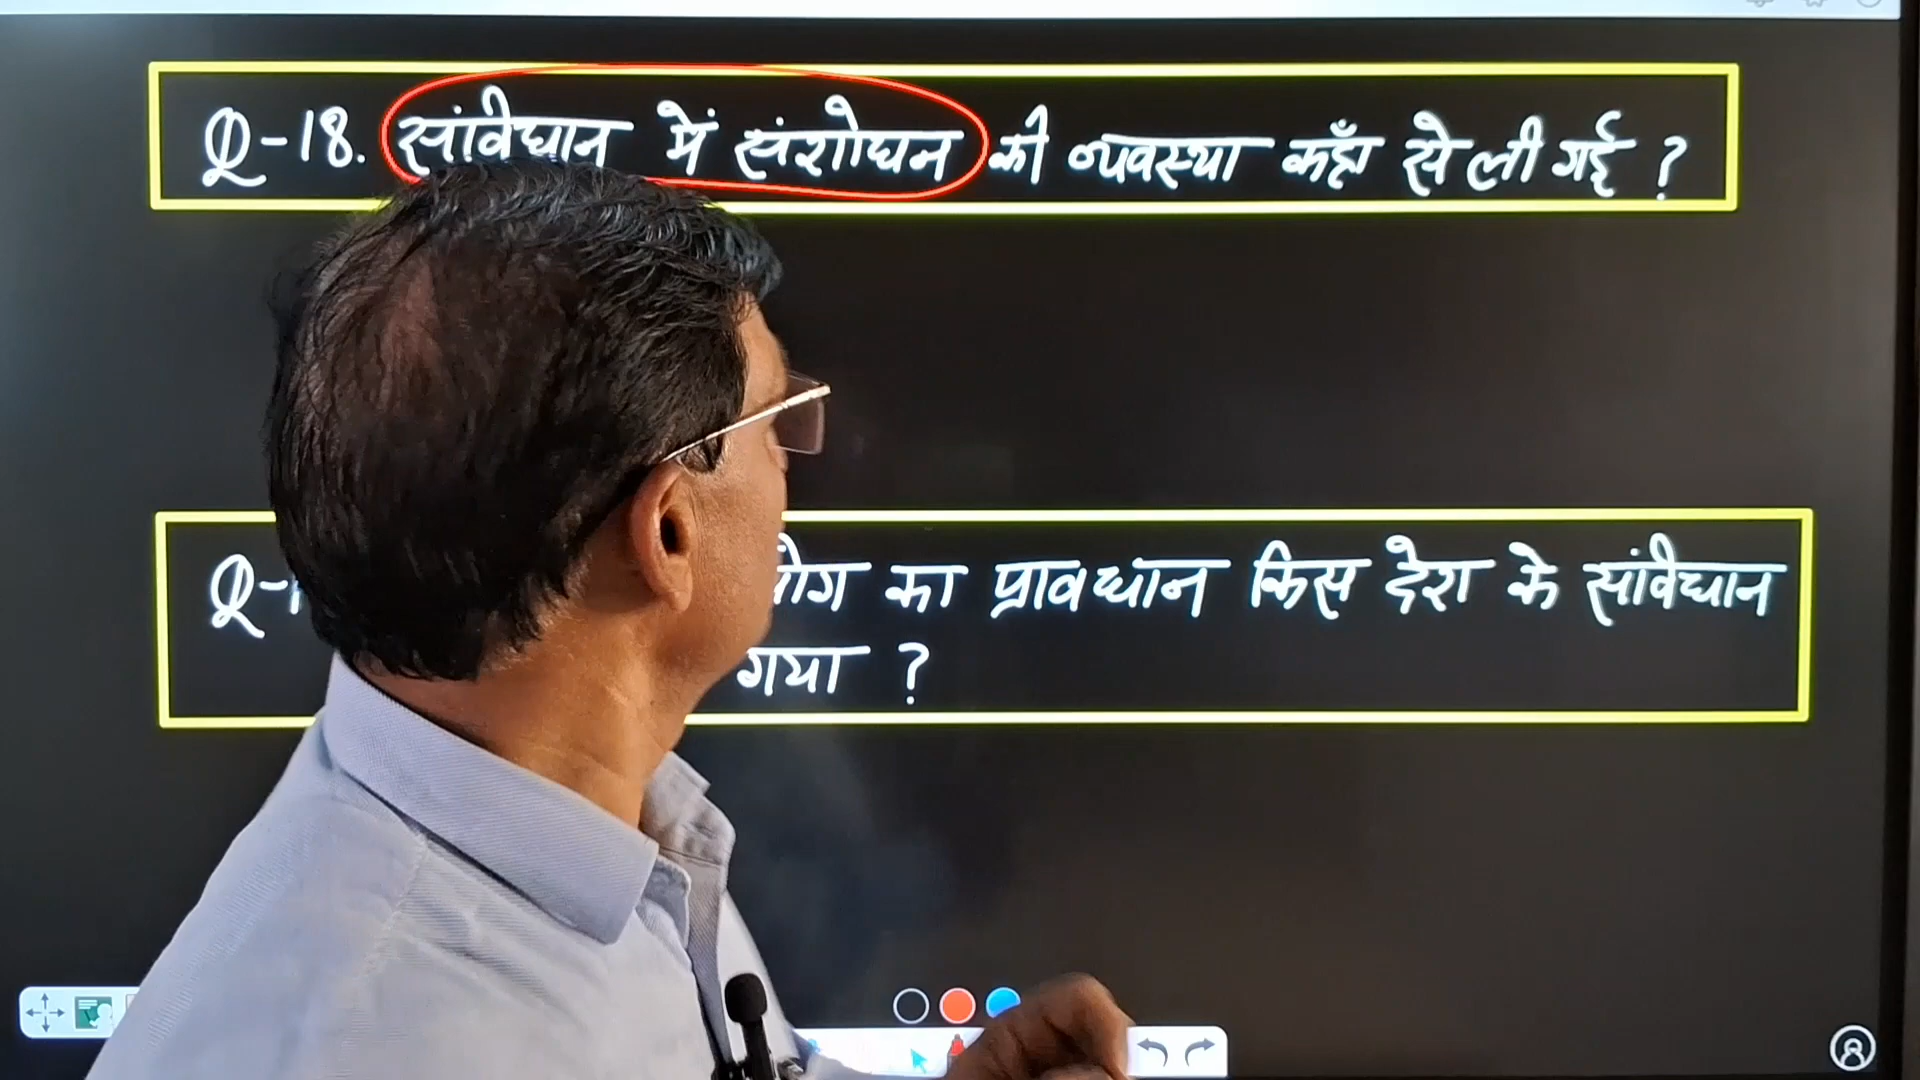 Q-18. संविधान में संशोधन की व्यवस्था कहाँ से ली गई ?
का प्रावधान किस देश के संविधान
गया ?